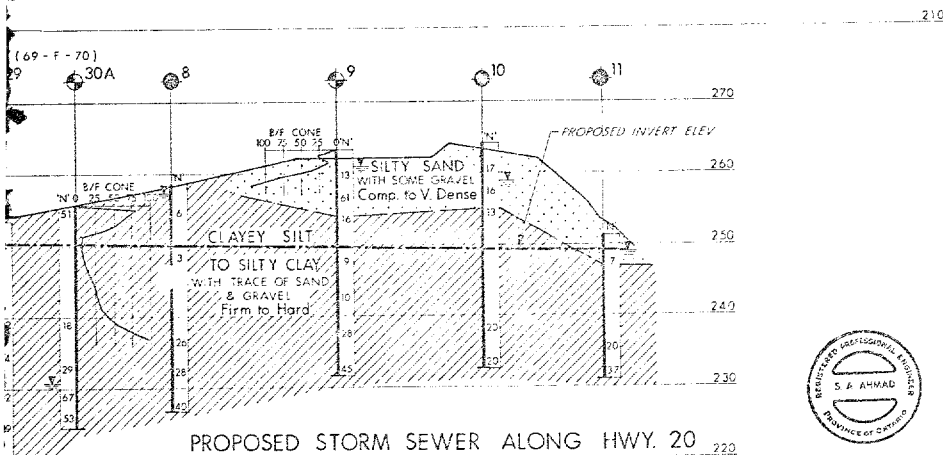 210
(69-F-70)
29
30A
8
9
10
11
270
PROPOSED INVERT ELEV
B/F CONE
100 75 50 25 0 'N'
'N'
SILTY SAND
WITH SOME GRAVEL
Comp. to V. Dense
260
B/F CONE
'N' 0 25 50 75
'N'
13
61
16
17
16
13
51
6
CLAYEY SILT
250
3
TO SILTY CLAY
WITH TRACE OF SAND
& GRAVEL
Firm to Hard
9
7
10
240
18
26
28
20
20
29
28
45
20
37
230
67
53
40
REGISTERED PROFESSIONAL ENGINEER
S. A. AHMAD
PROVINCE OF ONTARIO
PROPOSED STORM SEWER ALONG HWY. 20
220